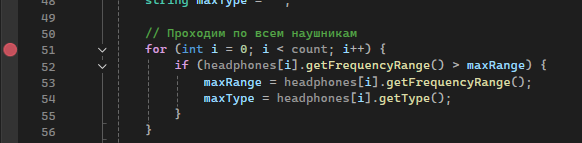 48 string maxType = "";
49
50 // Проходим по всем наушникам
51 for (int i = 0; i < count; i++) {
52 if (headphones[i].getFrequencyRange() > maxRange) {
53 maxRange = headphones[i].getFrequencyRange();
54 maxType = headphones[i].getType();
55 }
56 }